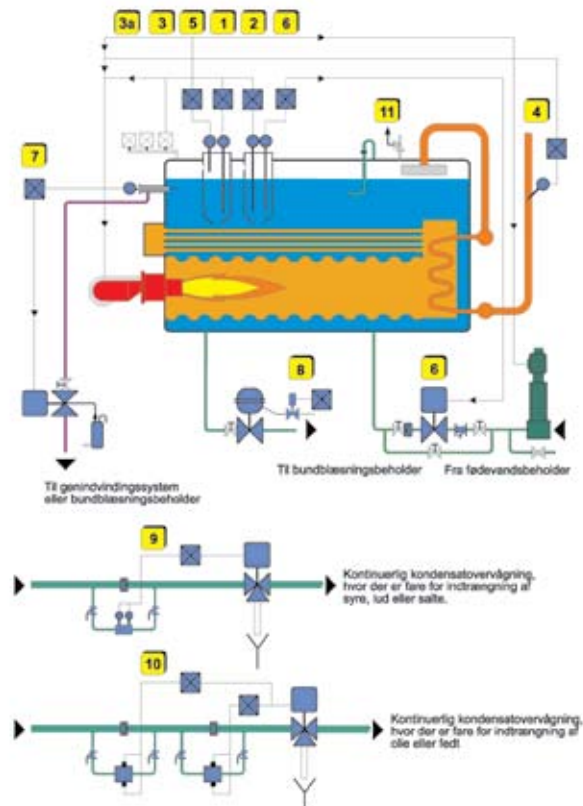 3a 3 5 1 2 6
11 4
7
8 6
Til bundblæsningsbeholder Fra fødevandsbeholder
Til genindvindingssystem
eller bundblæsningsbeholder
9
Kontinuerlig kondensatovervågning,
hvor der er fare for indtrængning af
syre, lud eller salte.
10
Kontinuerlig kondensatovervågning,
hvor der er fare for indtrængning af
olie eller fedt